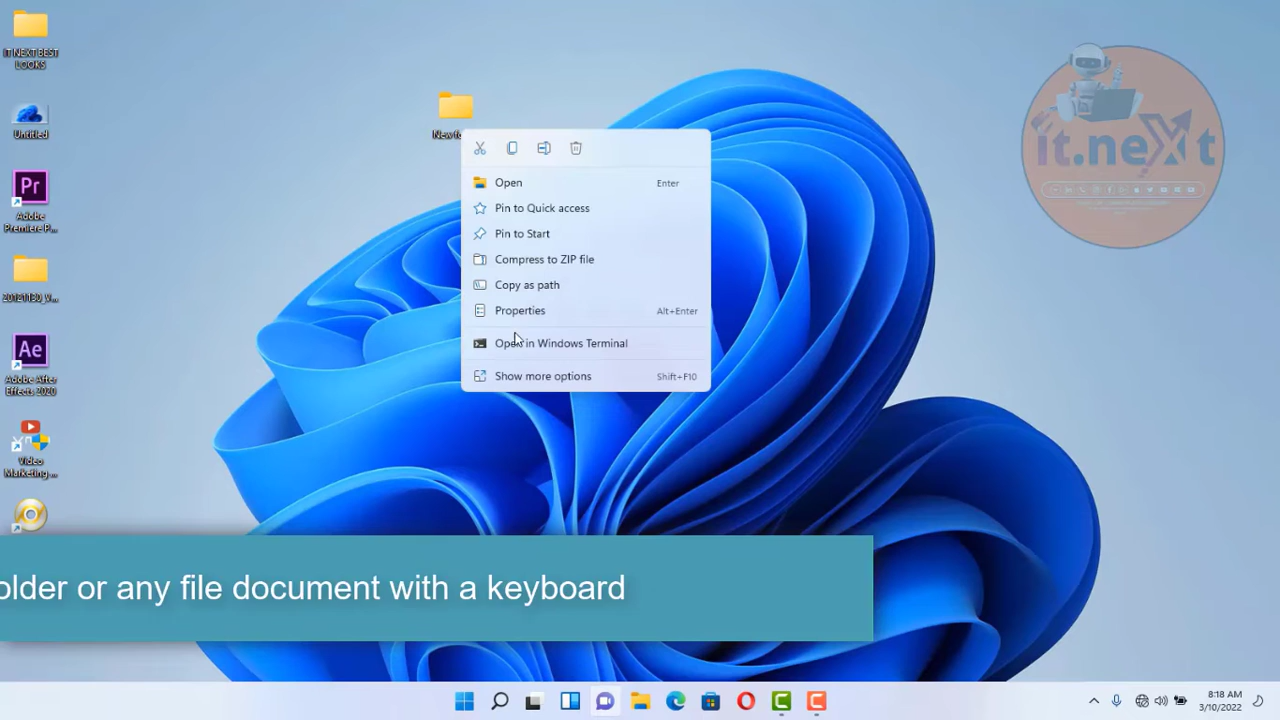 IT NEXT BEST
LOOKS
Untitled
Pr
Adobe
Premiere P...
Ae
Adobe After
Effects 2020
Video
Marketing ...
New fo
Open Enter
Pin to Quick access
Pin to Start
Compress to ZIP file
Copy as path
Properties Alt+Enter
Open in Windows Terminal
Show more options Shift+F10
it.neXt
older or any file document with a keyboard
8:18 AM
3/10/2022